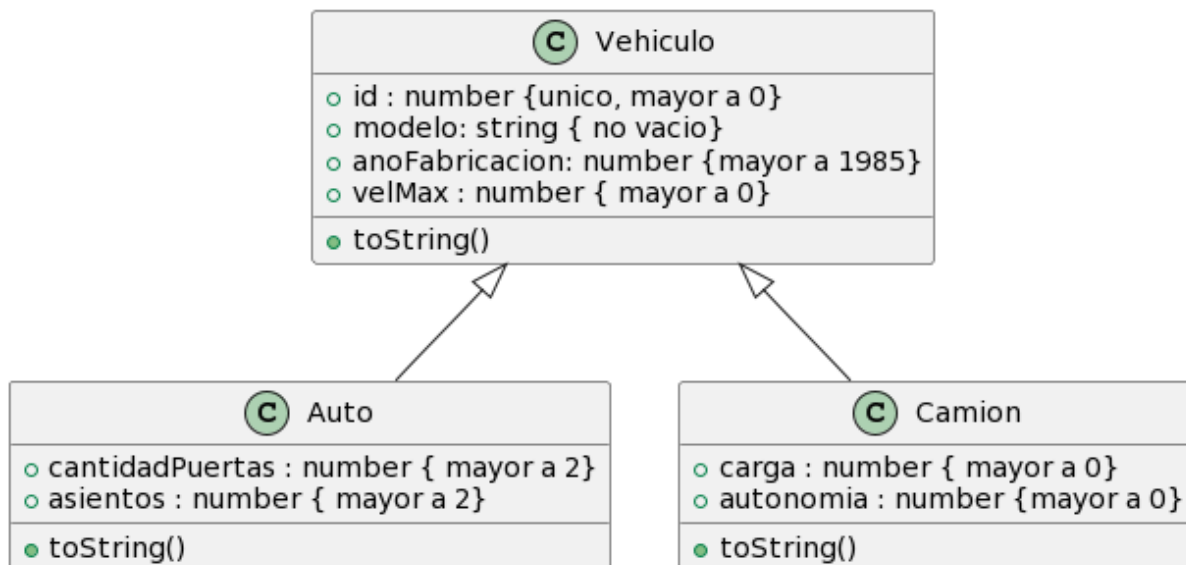 C Vehiculo
id : number {unico, mayor a 0}
modelo: string { no vacio}
anoFabricacion: number {mayor a 1985}
velMax : number { mayor a 0}
toString()
C Auto
cantidadPuertas : number { mayor a 2}
asientos : number { mayor a 2}
toString()
C Camion
carga : number { mayor a 0}
autonomia : number {mayor a 0}
toString()